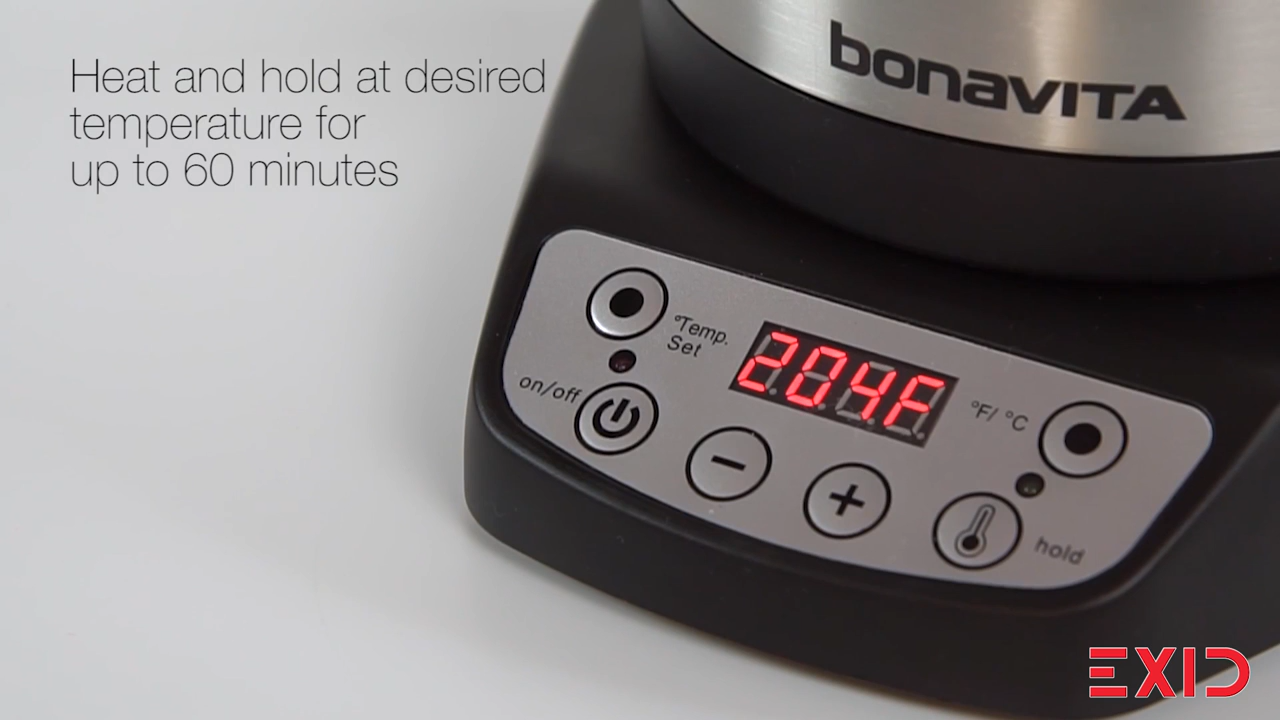 Heat and hold at desired
temperature for
up to 60 minutes
bonaVITA
°Temp.
Set
on/off
204F
°F/ °C
hold
EXID